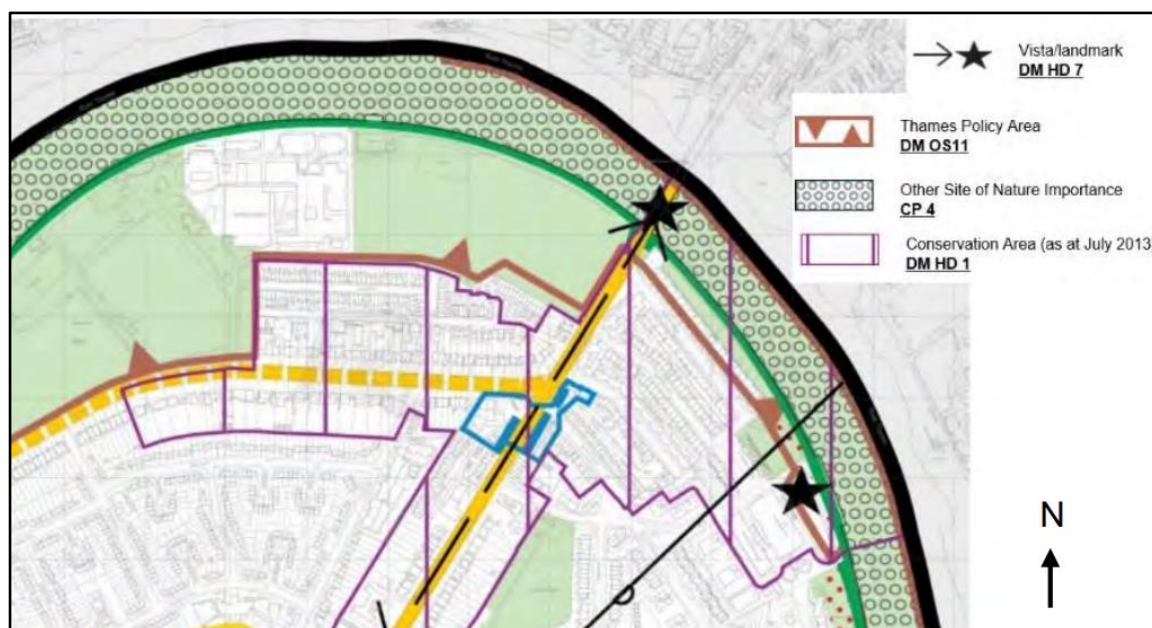 Vista/landmark
DM HD 7
Thames Policy Area
DM OS11
Other Site of Nature Importance
CP 4
Conservation Area (as at July 2013)
DM HD 1
N